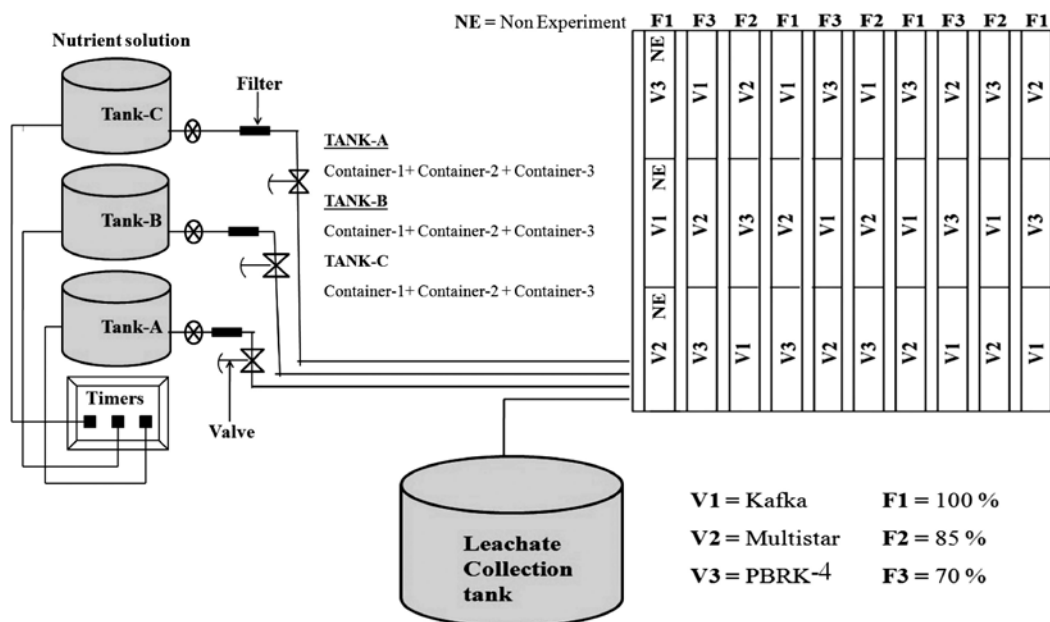 NE = Non Experiment
F1 F3 F2 F1 F3 F2 F1 F3 F2 F1
Nutrient solution
Tank-C
Filter
Tank-B
Tank-A
Timers
Valve
TANK-A
Container-1+ Container-2 + Container-3
TANK-B
Container-1+ Container-2 + Container-3
TANK-C
Container-1+ Container-2 + Container-3
NE
V3 V1 V2 V1 V3 V1 V3 V2 V3 V2
NE
V1 V2 V3 V2 V1 V2 V1 V3 V1 V3
NE
V2 V3 V1 V3 V2 V3 V2 V1 V2 V1
Leachate
Collection
tank
V1 = Kafka F1 = 100 %
V2 = Multistar F2 = 85 %
V3 = PBRK-4 F3 = 70 %